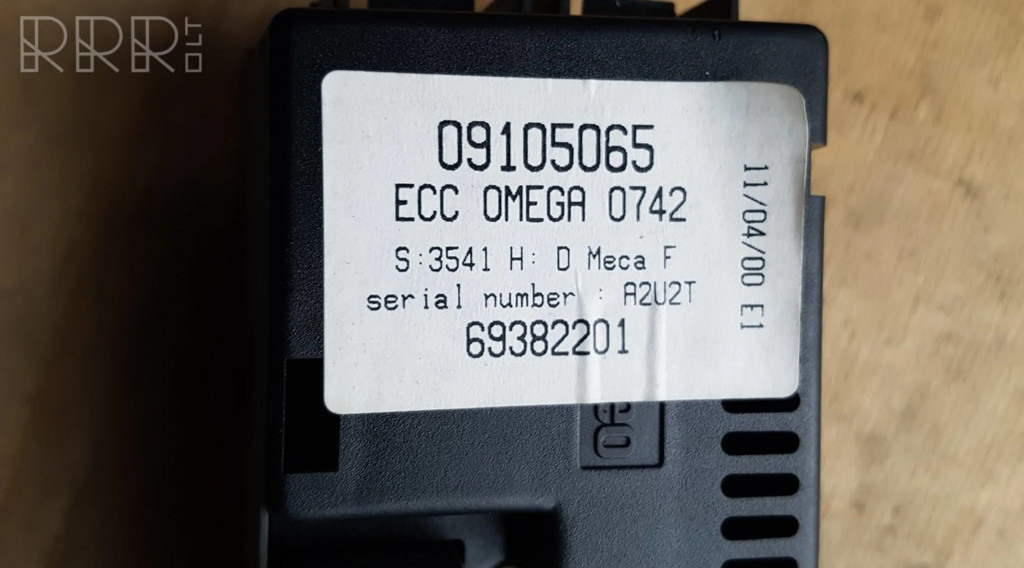 RRR.LT
09105065
ECC OMEGA 0742
S:3541 H: D Meca F
serial number : A2U2T
69382201
11/04/00 E1